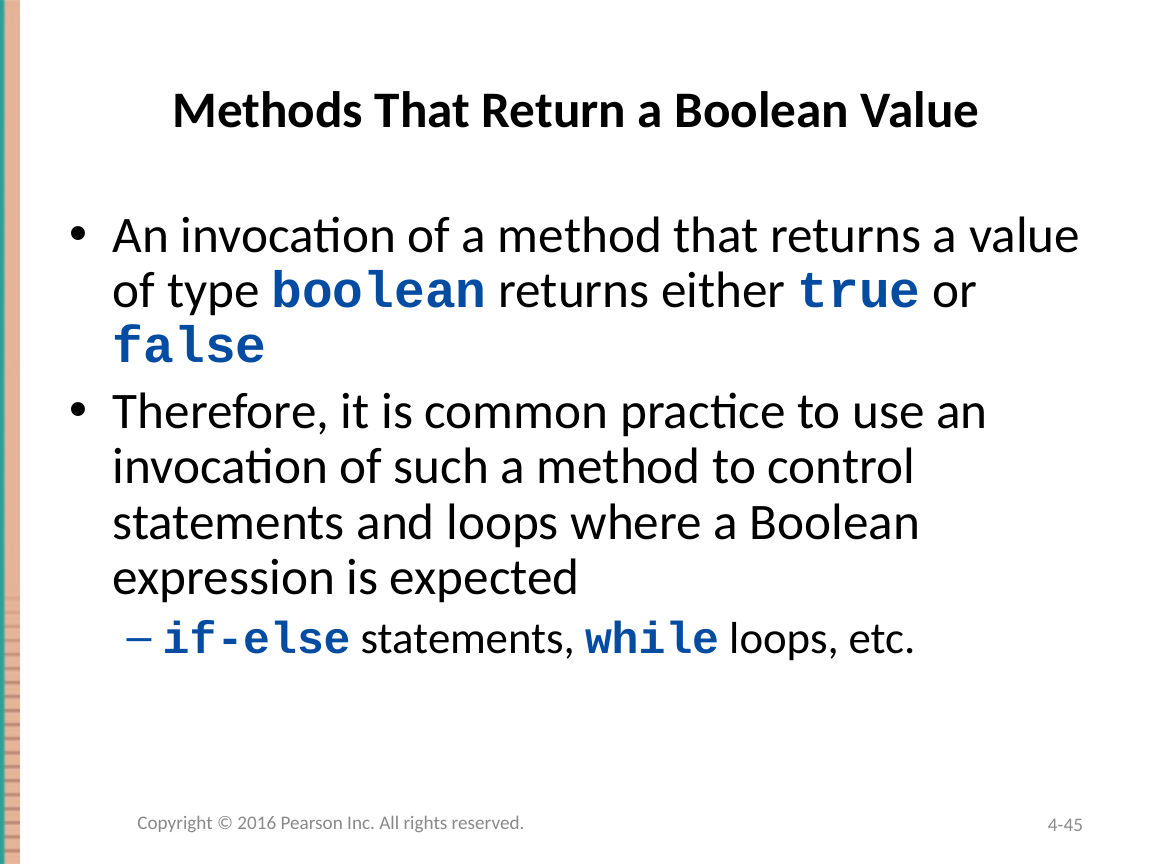 Methods That Return a Boolean Value
• An invocation of a method that returns a value
of type boolean returns either true or
false
• Therefore, it is common practice to use an
invocation of such a method to control
statements and loops where a Boolean
expression is expected
– if-else statements, while loops, etc.
Copyright © 2016 Pearson Inc. All rights reserved.
4-45